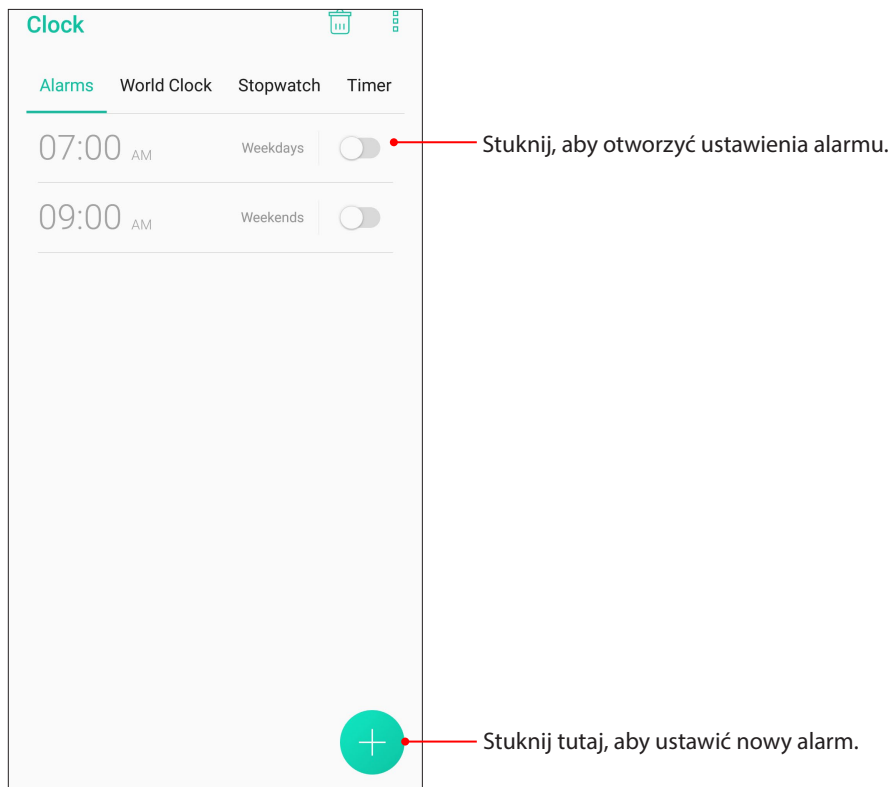 Clock
Alarms World Clock Stopwatch Timer
07:00 AM Weekdays
Stuknij, aby otworzyć ustawienia alarmu.
09:00 AM Weekends
Stuknij tutaj, aby ustawić nowy alarm.